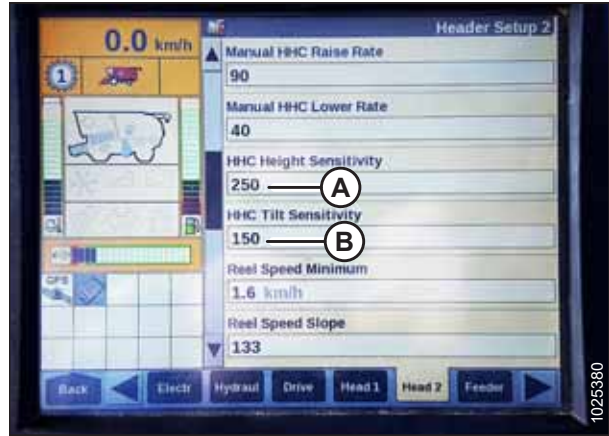 0.0 km/h
Header Setup 2
1
Manual HHC Raise Rate
90
Manual HHC Lower Rate
40
HHC Height Sensitivity
250
A
HHC Tilt Sensitivity
150
B
Reel Speed Minimum
1.6 km/h
Reel Speed Slope
133
GPS
Back
Electr
Hydraul
Drive
Head 1
Head 2
Feeder
1025380